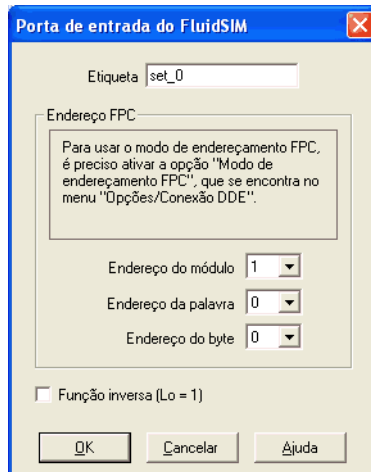 Porta de entrada do FluidSIM
Etiqueta set_0
Endereço FPC
Para usar o modo de endereçamento FPC,
é preciso ativar a opção "Modo de
endereçamento FPC", que se encontra no
menu "Opções/Conexão DDE".
Endereço do módulo 1
Endereço da palavra 0
Endereço do byte 0
Função inversa (Lo = 1)
OK Cancelar Ajuda